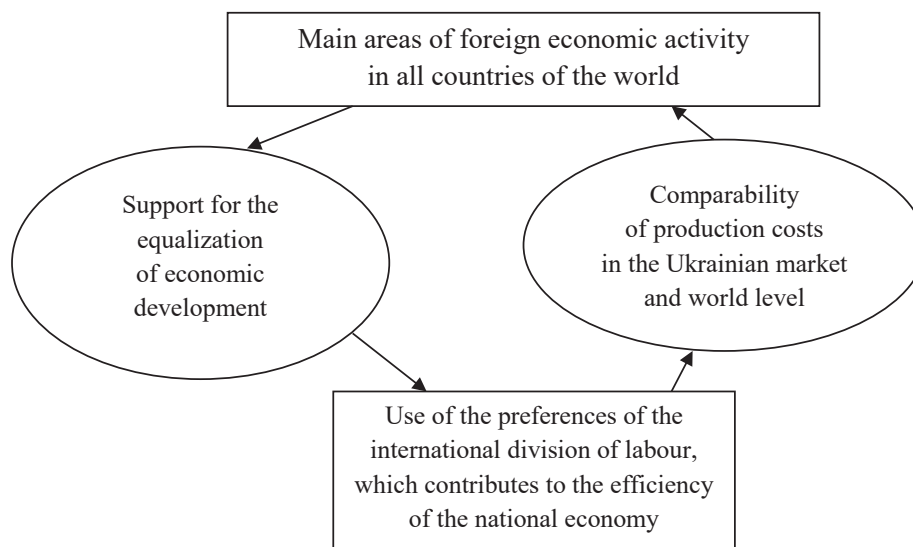 Main areas of foreign economic activity
in all countries of the world
Support for the
equalization
of economic
development
Comparability
of production costs
in the Ukrainian market
and world level
Use of the preferences of the
international division of labour,
which contributes to the efficiency
of the national economy